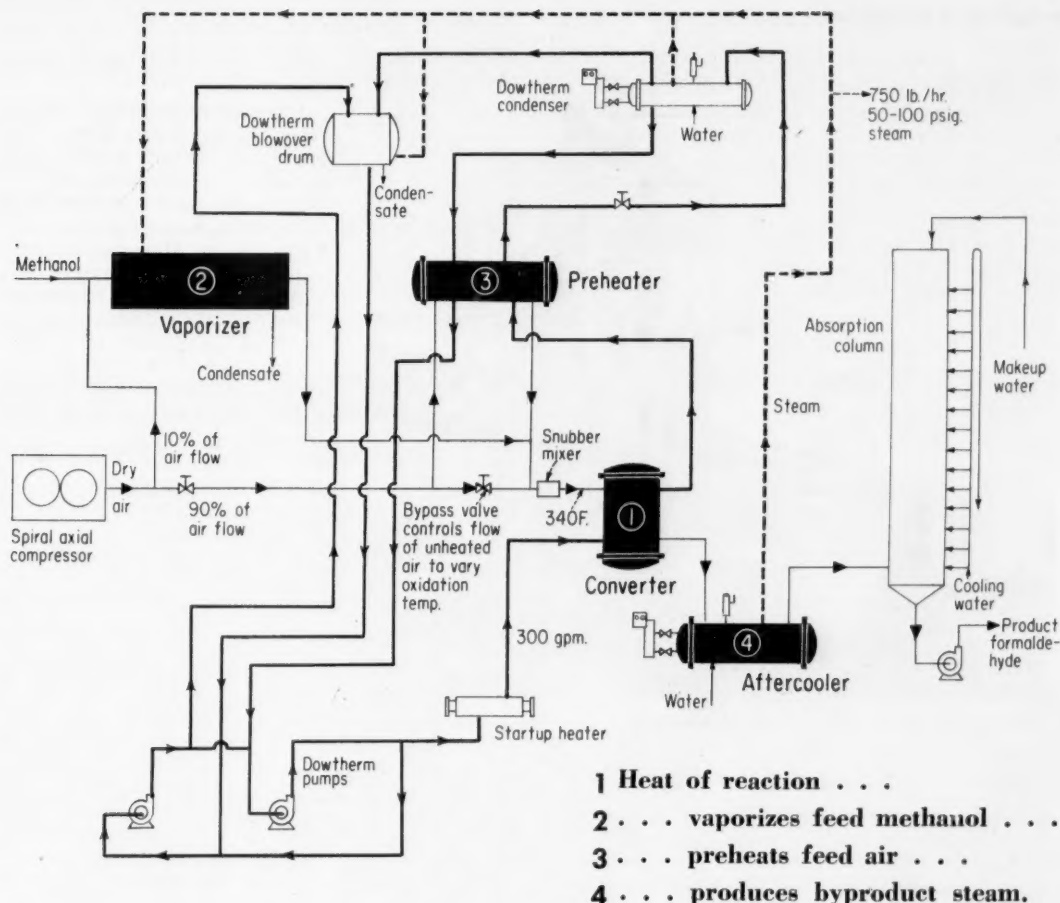 Dowtherm
condenser
Water
750 lb./hr.
50-100 psig.
steam
Dowtherm
blowover
drum
Conden-
sate
Methanol
2
Vaporizer
Condensate
3
Preheater
Absorption
column
Makeup
water
Steam
10% of
air flow
Dry
air
90% of
air flow
Spiral axial
compressor
Snubber
mixer
340F.
Bypass valve
controls flow
of unheated
air to vary
oxidation
temp.
1
Converter
Cooling
water
Product
formalde-
hyde
300 gpm.
4
Aftercooler
Water
Startup heater
Dowtherm
pumps
1 Heat of reaction . . .
2 . . . vaporizes feed methanol . . .
3 . . . preheats feed air . . .
4 . . . produces byproduct steam.